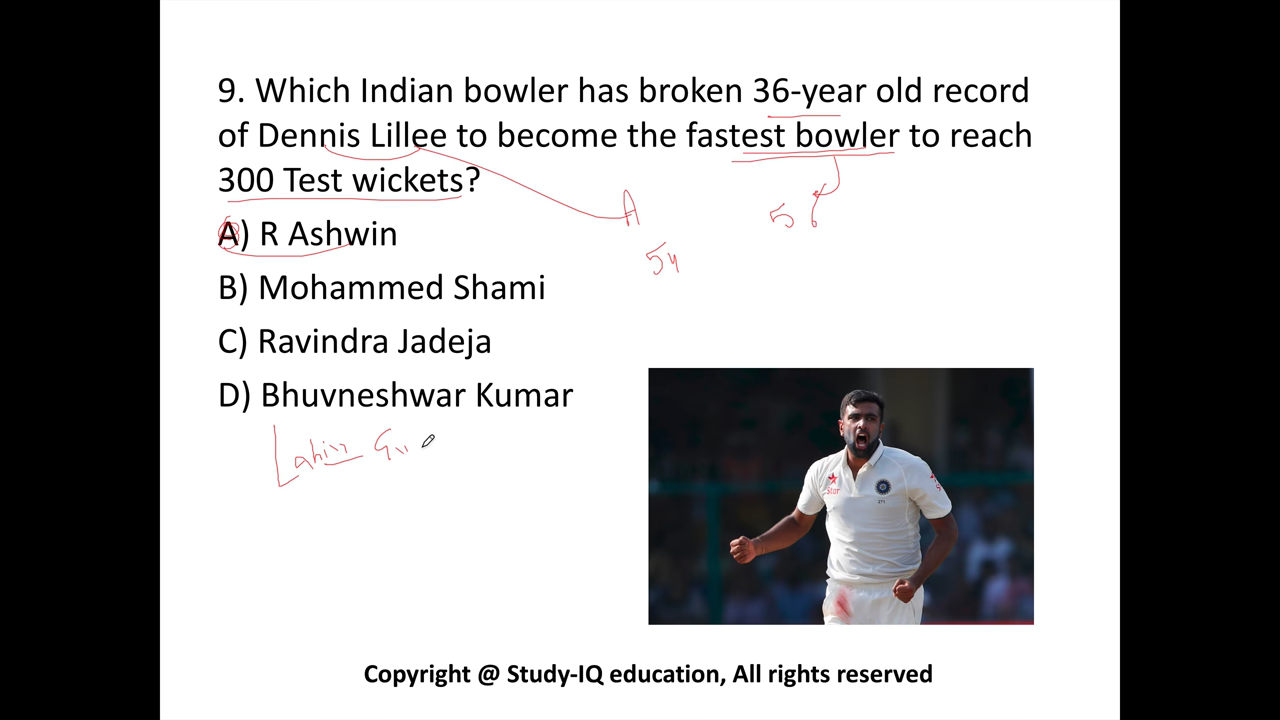 9. Which Indian bowler has broken 36-year old record
of Dennis Lillee to become the fastest bowler to reach
300 Test wickets?
A) R Ashwin
A
56
54
B) Mohammed Shami
C) Ravindra Jadeja
D) Bhuvneshwar Kumar
Star
Copyright @ Study-IQ education, All rights reserved